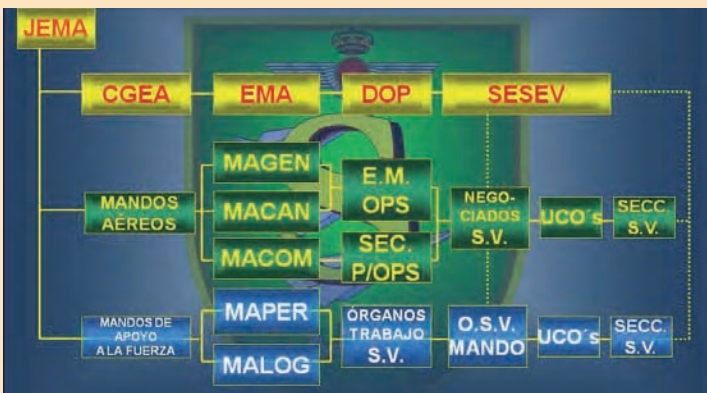 JEMA
CGEA
EMA
DOP
SESEV
MANDOS
AÉREOS
MAGEN
MACAN
MACOM
E.M.
OPS
SEC.
P/OPS
NEGO-
CIADOS
S.V.
UCO´s
SECC.
S.V.
MANDOS DE
APOYO
A LA FUERZA
MAPER
MALOG
ÓRGANOS
TRABAJO
S.V.
O.S.V.
MANDO
UCO´s
SECC.
S.V.